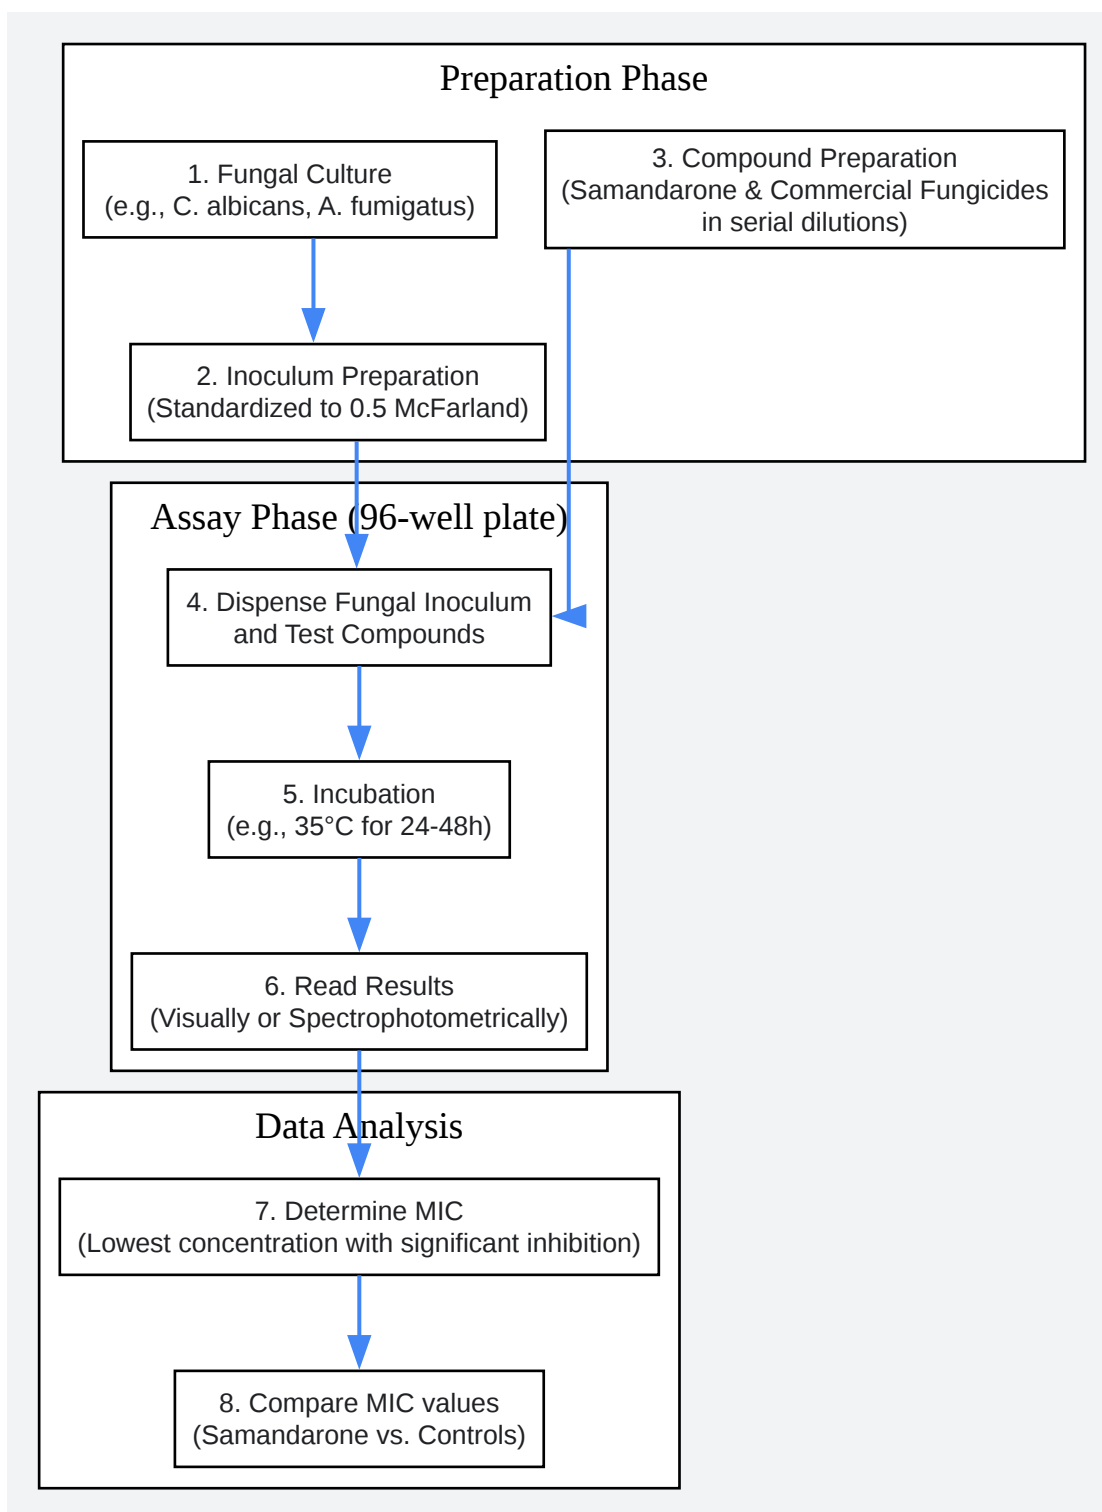 Preparation Phase
1. Fungal Culture
(e.g., C. albicans, A. fumigatus)
3. Compound Preparation
(Samandarone & Commercial Fungicides
in serial dilutions)
2. Inoculum Preparation
(Standardized to 0.5 McFarland)
Assay Phase (96-well plate)
4. Dispense Fungal Inoculum
and Test Compounds
5. Incubation
(e.g., 35°C for 24-48h)
6. Read Results
(Visually or Spectrophotometrically)
Data Analysis
7. Determine MIC
(Lowest concentration with significant inhibition)
8. Compare MIC values
(Samandarone vs. Controls)